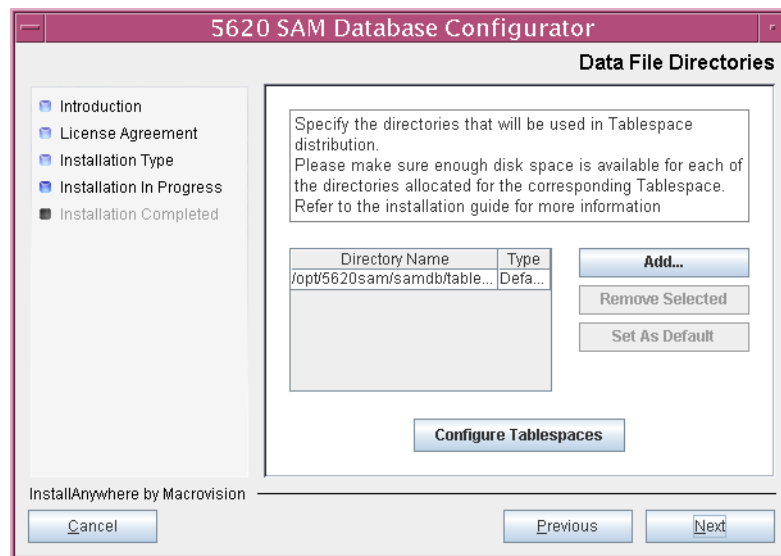 5620 SAM Database Configurator
Data File Directories
Introduction
License Agreement
Installation Type
Installation In Progress
Installation Completed
Specify the directories that will be used in Tablespace
distribution.
Please make sure enough disk space is available for each of
the directories allocated for the corresponding Tablespace.
Refer to the installation guide for more information
Directory Name Type
/opt/5620sam/samdb/table... Defa...
Add...
Remove Selected
Set As Default
Configure Tablespaces
InstallAnywhere by Macrovision
Cancel Previous Next